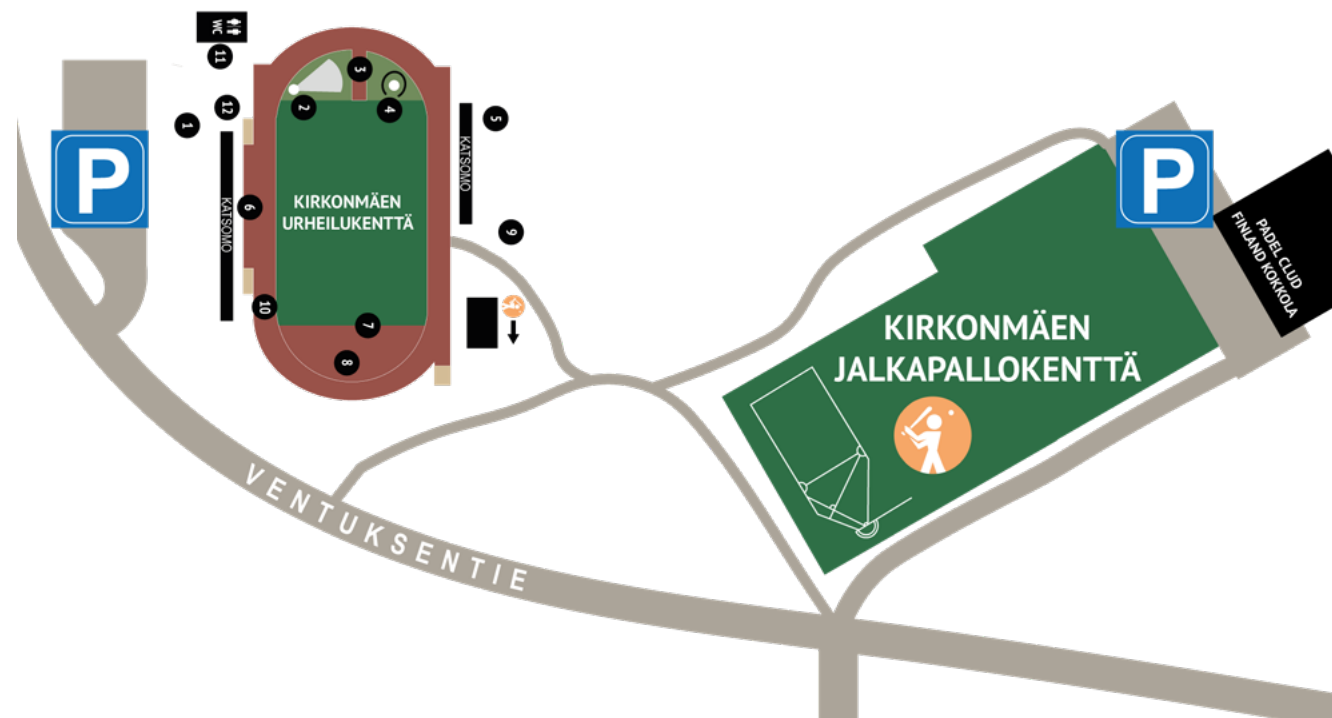 WC
11
3
2
4
12
1
5
P
KATSOMO
KATSOMO
6
KIRKONMÄEN
URHEILUKENTTÄ
9
10
7
8
P
PADEL CLUD
FINLAND KOKKOLA
KIRKONMÄEN
JALKAPALLOKENTTÄ
VENTUKSENTIE